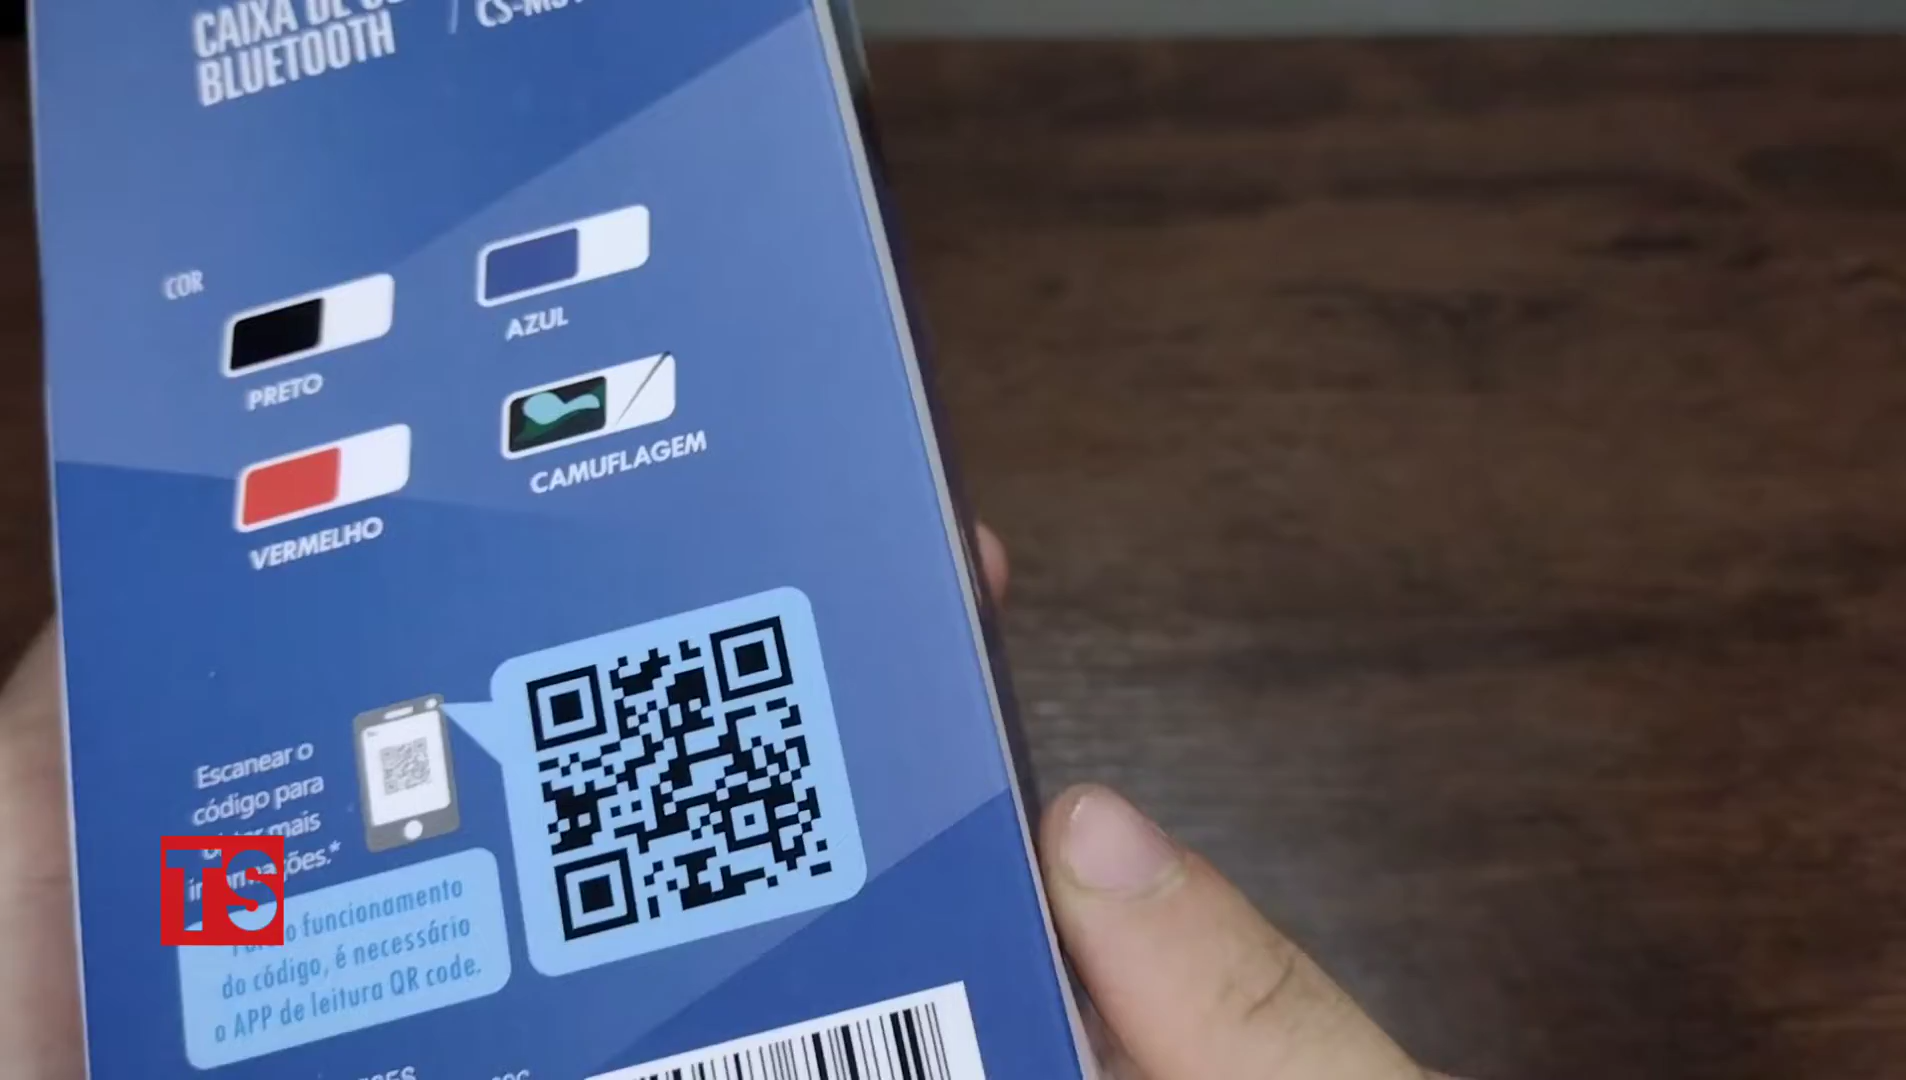 CAIXA DE
BLUETOOTH
COR
PRETO
AZUL
VERMELHO
CAMUFLAGEM
Escanear o
código para
mais
informações.*
o funcionamento
do código, é necessário
o APP de leitura QR code.
TS